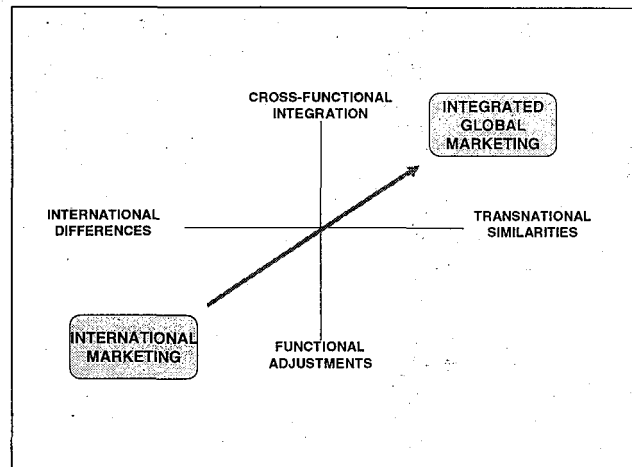 CROSS-FUNCTIONAL
INTEGRATION
INTEGRATED
GLOBAL
MARKETING
INTERNATIONAL
DIFFERENCES
TRANSNATIONAL
SIMILARITIES
INTERNATIONAL
MARKETING
FUNCTIONAL
ADJUSTMENTS